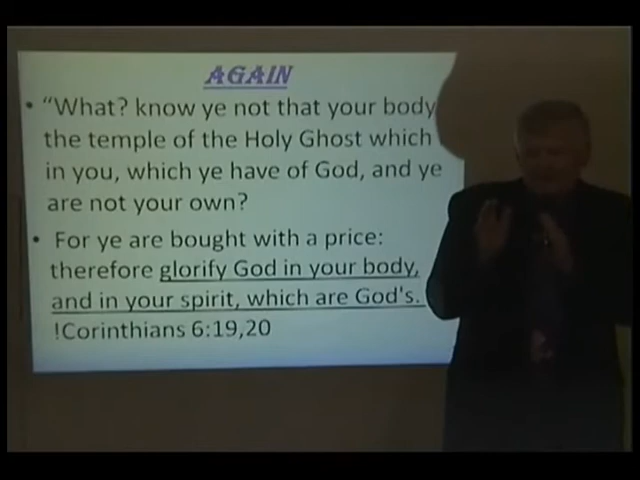 AGAIN
• “What? know ye not that your body
the temple of the Holy Ghost which
in you, which ye have of God, and ye
are not your own?
• For ye are bought with a price:
therefore glorify God in your body,
and in your spirit, which are God's.
!Corinthians 6:19,20